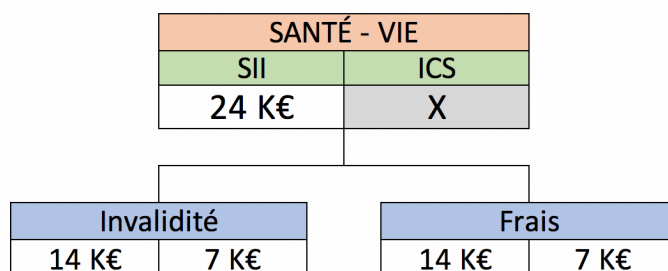 SANTÉ - VIE
SII ICS
24 K€ X
Invalidité Frais
14 K€ 7 K€ 14 K€ 7 K€